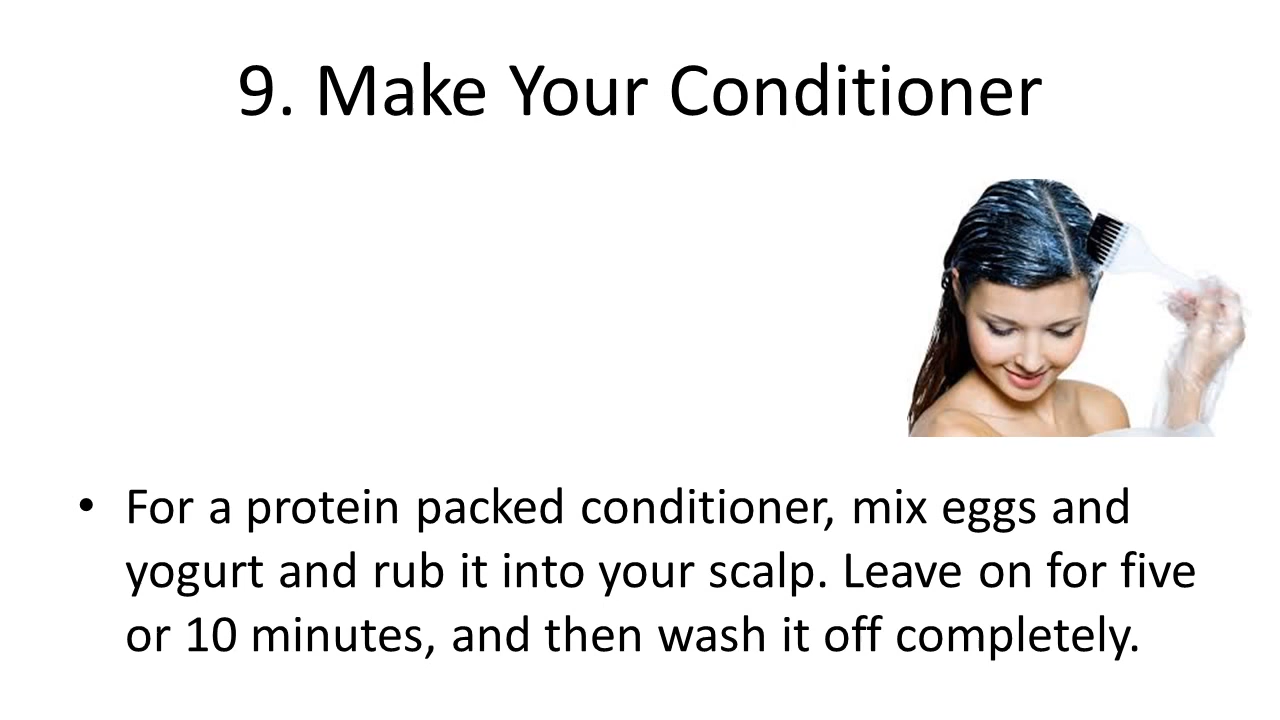 9. Make Your Conditioner
• For a protein packed conditioner, mix eggs and
yogurt and rub it into your scalp. Leave on for five
or 10 minutes, and then wash it off completely.